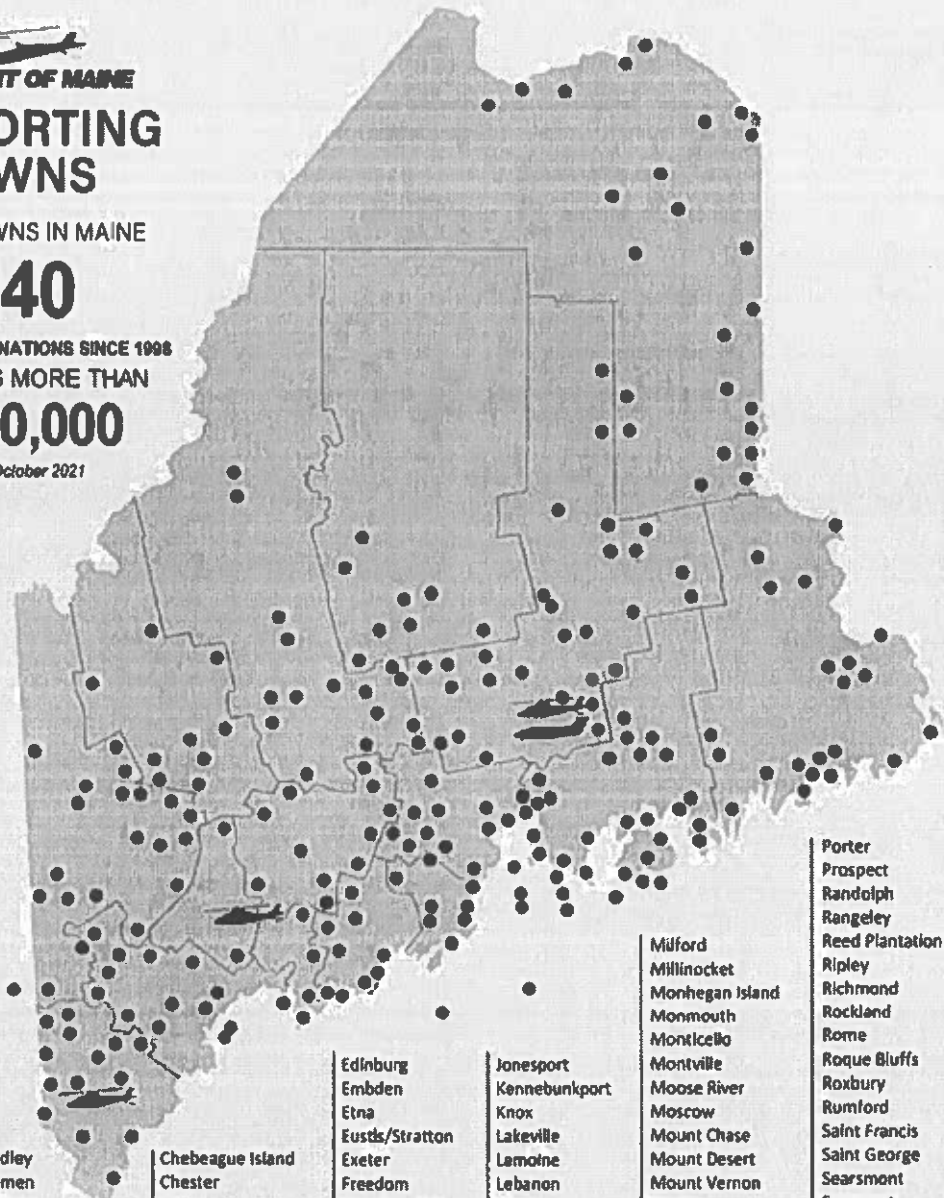 T OF MAINE
ORTING
WNS
WNS IN MAINE
40
NATIONS SINCE 1998
S MORE THAN
0,000
October 2021
dley
men
Chebeague Island
Chester
Edinburg
Embden
Etna
Eustis/Stratton
Exeter
Freedom
Jonesport
Kennebunkport
Knox
Lakeville
Lamoine
Lebanon
Milford
Millinocket
Monhegan Island
Monmouth
Monticello
Montville
Moose River
Moscow
Mount Chase
Mount Desert
Mount Vernon
Porter
Prospect
Randolph
Rangeley
Reed Plantation
Ripley
Richmond
Rockland
Rome
Roque Bluffs
Roxbury
Rumford
Saint Francis
Saint George
Searsmont